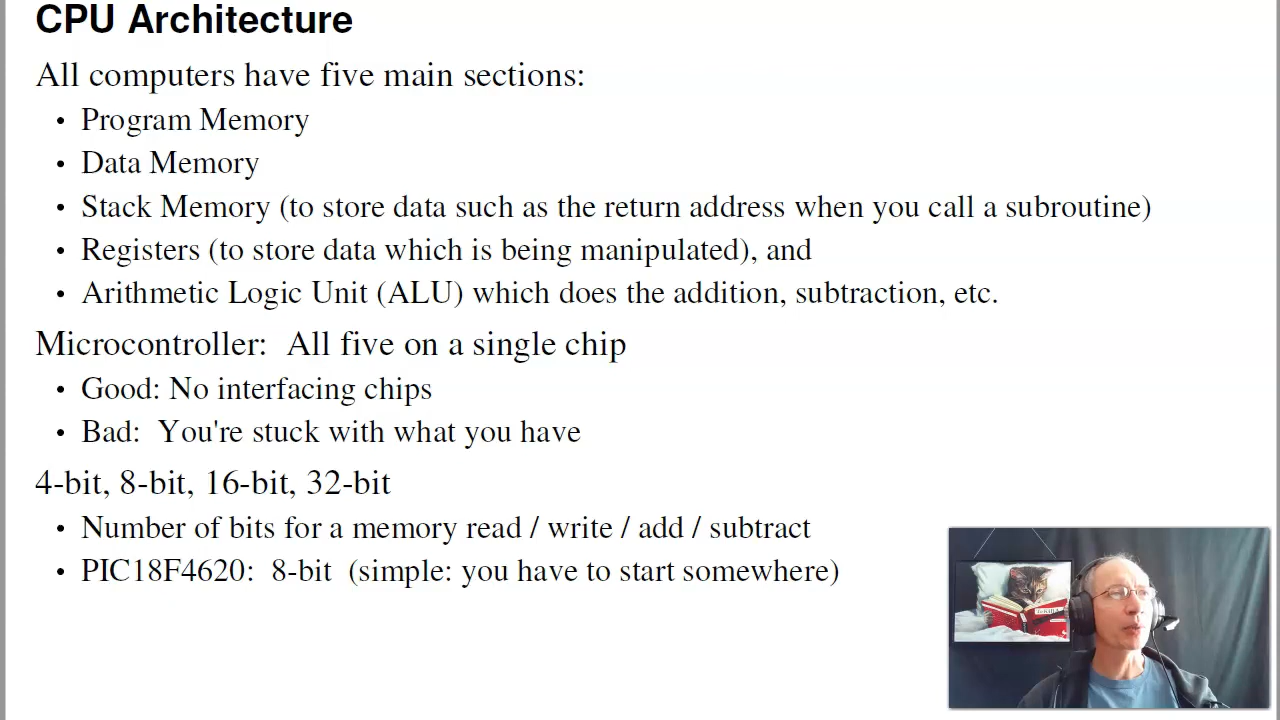 CPU Architecture
All computers have five main sections:
• Program Memory
• Data Memory
• Stack Memory (to store data such as the return address when you call a subroutine)
• Registers (to store data which is being manipulated), and
• Arithmetic Logic Unit (ALU) which does the addition, subtraction, etc.
Microcontroller:  All five on a single chip
• Good: No interfacing chips
• Bad:  You're stuck with what you have
4-bit, 8-bit, 16-bit, 32-bit
• Number of bits for a memory read / write / add / subtract
• PIC18F4620:  8-bit  (simple: you have to start somewhere)